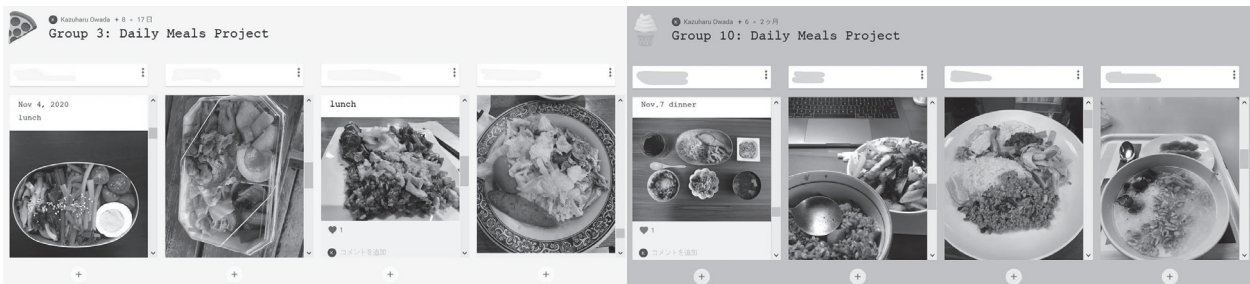 Kazuharu Owada + 8 • 17日
Group 3: Daily Meals Project
Nov 4, 2020
lunch
lunch
1
コメントを追加
Kazuharu Owada + 6 • 2ヶ月
Group 10: Daily Meals Project
Nov.7 dinner
1
コメントを追加